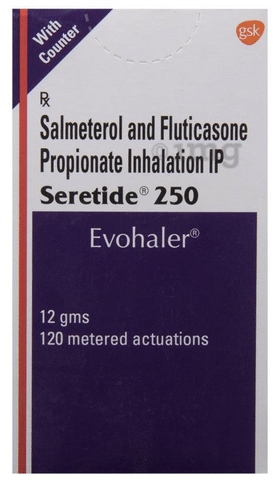 With
Counter
gsk
℞
Salmeterol and Fluticasone
Propionate Inhalation IP
Seretide® 250
Evohaler®
12 gms
120 metered actuations